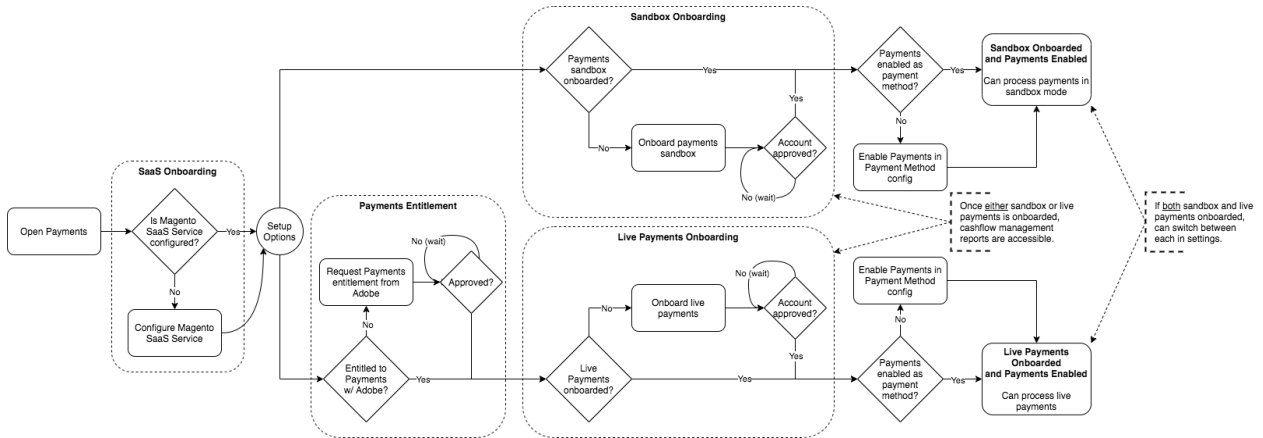 Sandbox Onboarding
Payments
sandbox
onboarded?
Yes
No
Onboard payments
sandbox
Account
approved?
Yes
No (wait)
Payments
enabled as
payment
method?
Yes
No
Enable Payments in
Payment Method
config
Sandbox Onboarded
and Payments Enabled
Can process payments in
sandbox mode
SaaS Onboarding
Open Payments
Is Magento
SaaS Service
configured?
Yes
No
Configure Magento
SaaS Service
Setup
Options
Payments Entitlement
No (wait)
Request Payments
entitlement from
Adobe
Approved?
No
Entitled to
Payments
w/ Adobe?
Yes
Live Payments Onboarding
No (wait)
Onboard live
payments
Account
approved?
No
Yes
Live
Payments
onboarded?
Yes
Once either sandbox or live
payments is onboarded,
cashflow management
reports are accessible.
If both sandbox and live
payments onboarded,
can switch between
each in settings.
Enable Payments in
Payment Method
config
No
Payments
enabled as
payment
method?
Yes
Live Payments
Onboarded
and Payments Enabled
Can process live
payments